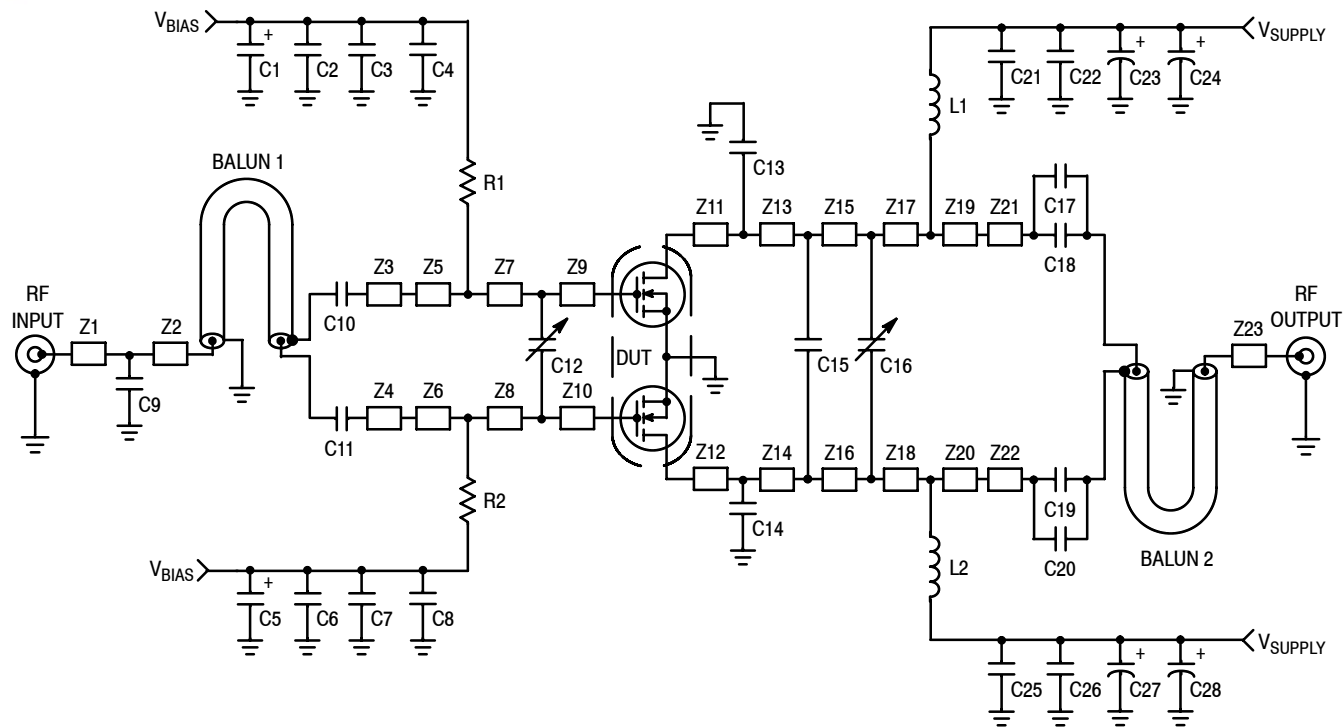 VBIAS
+
C1
C2
C3
C4
VSUPPLY
+
+
C21
C22
C23
C24
L1
BALUN 1
R1
C13
C17
Z11
Z13
Z15
Z17
Z19
Z21
C18
Z3
Z5
Z7
Z9
C10
RF
INPUT
Z1
Z2
C9
RF
OUTPUT
Z23
C12
DUT
C15
C16
C11
Z4
Z6
Z8
Z10
Z12
Z14
Z16
Z18
Z20
Z22
C14
C19
C20
R2
L2
BALUN 2
VBIAS
+
C5
C6
C7
C8
VSUPPLY
+
+
C25
C26
C27
C28